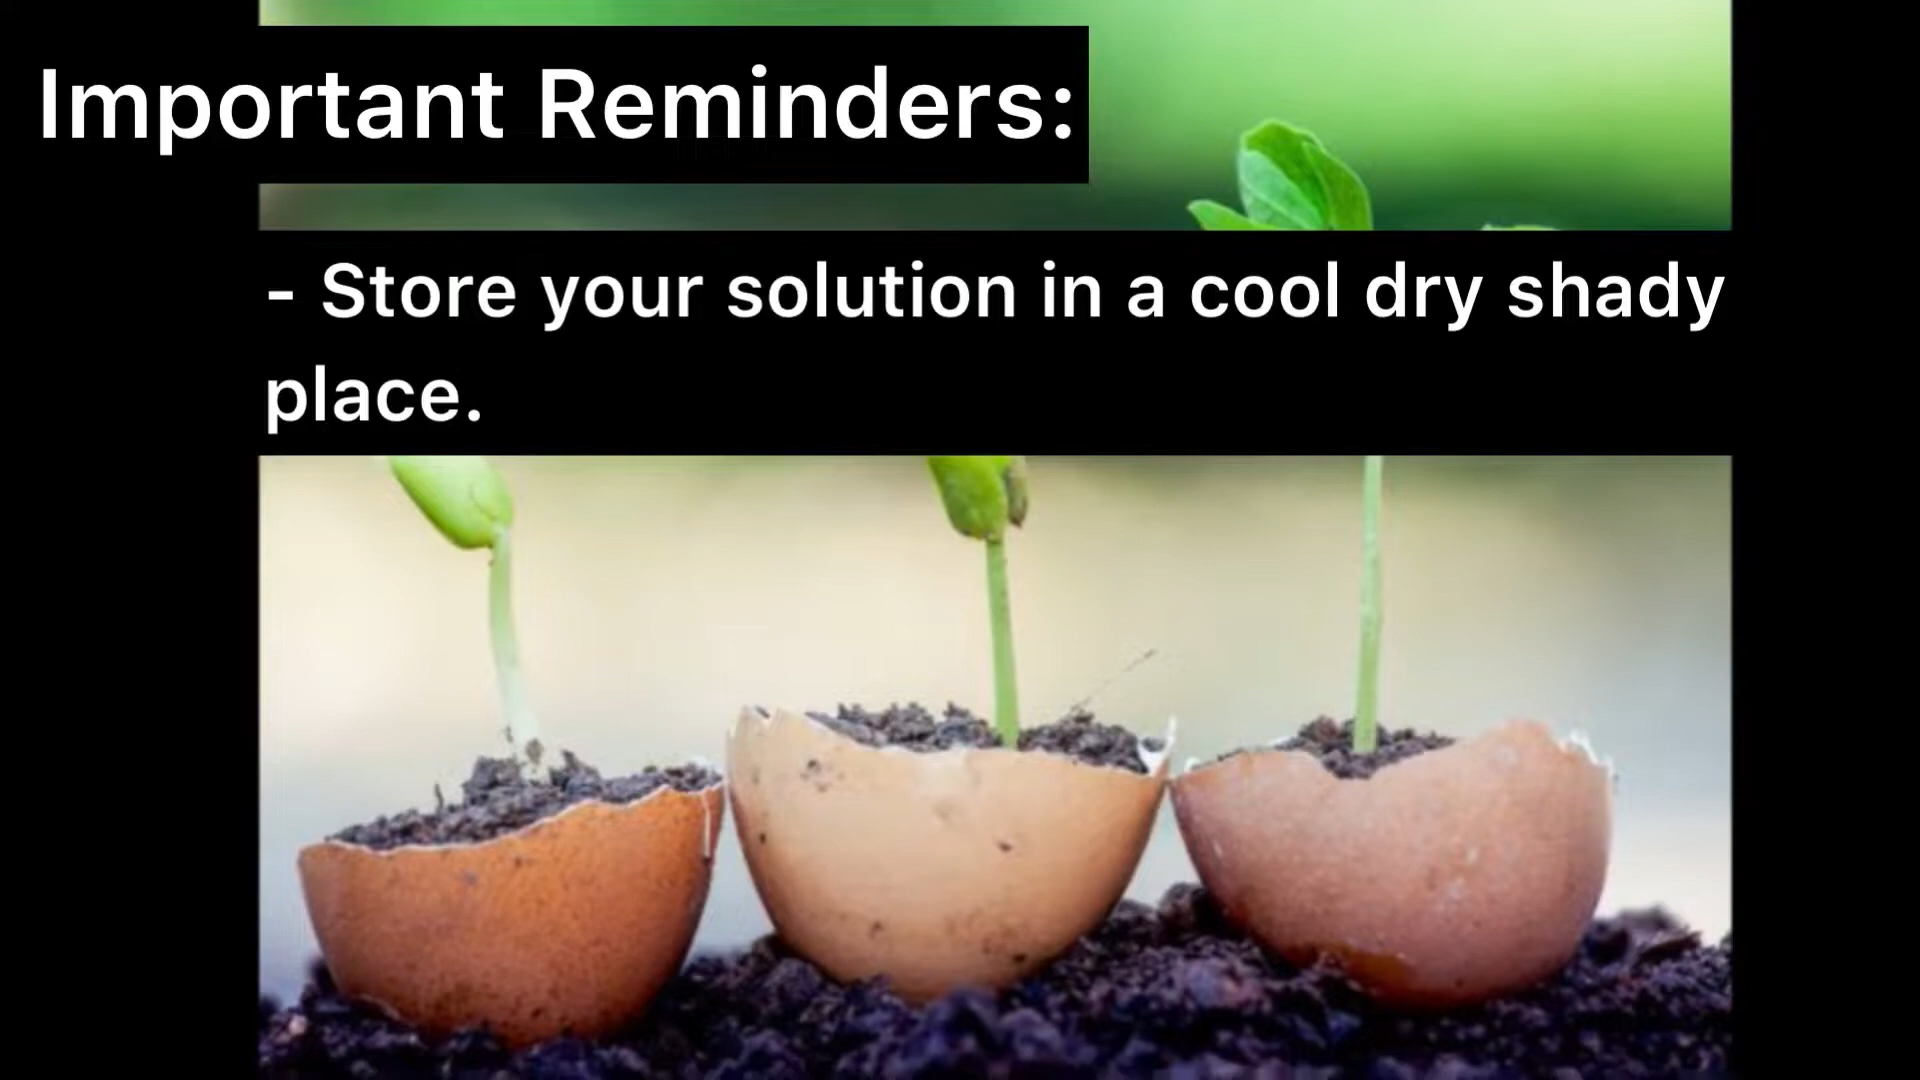 Important Reminders:
- Store your solution in a cool dry shady
place.